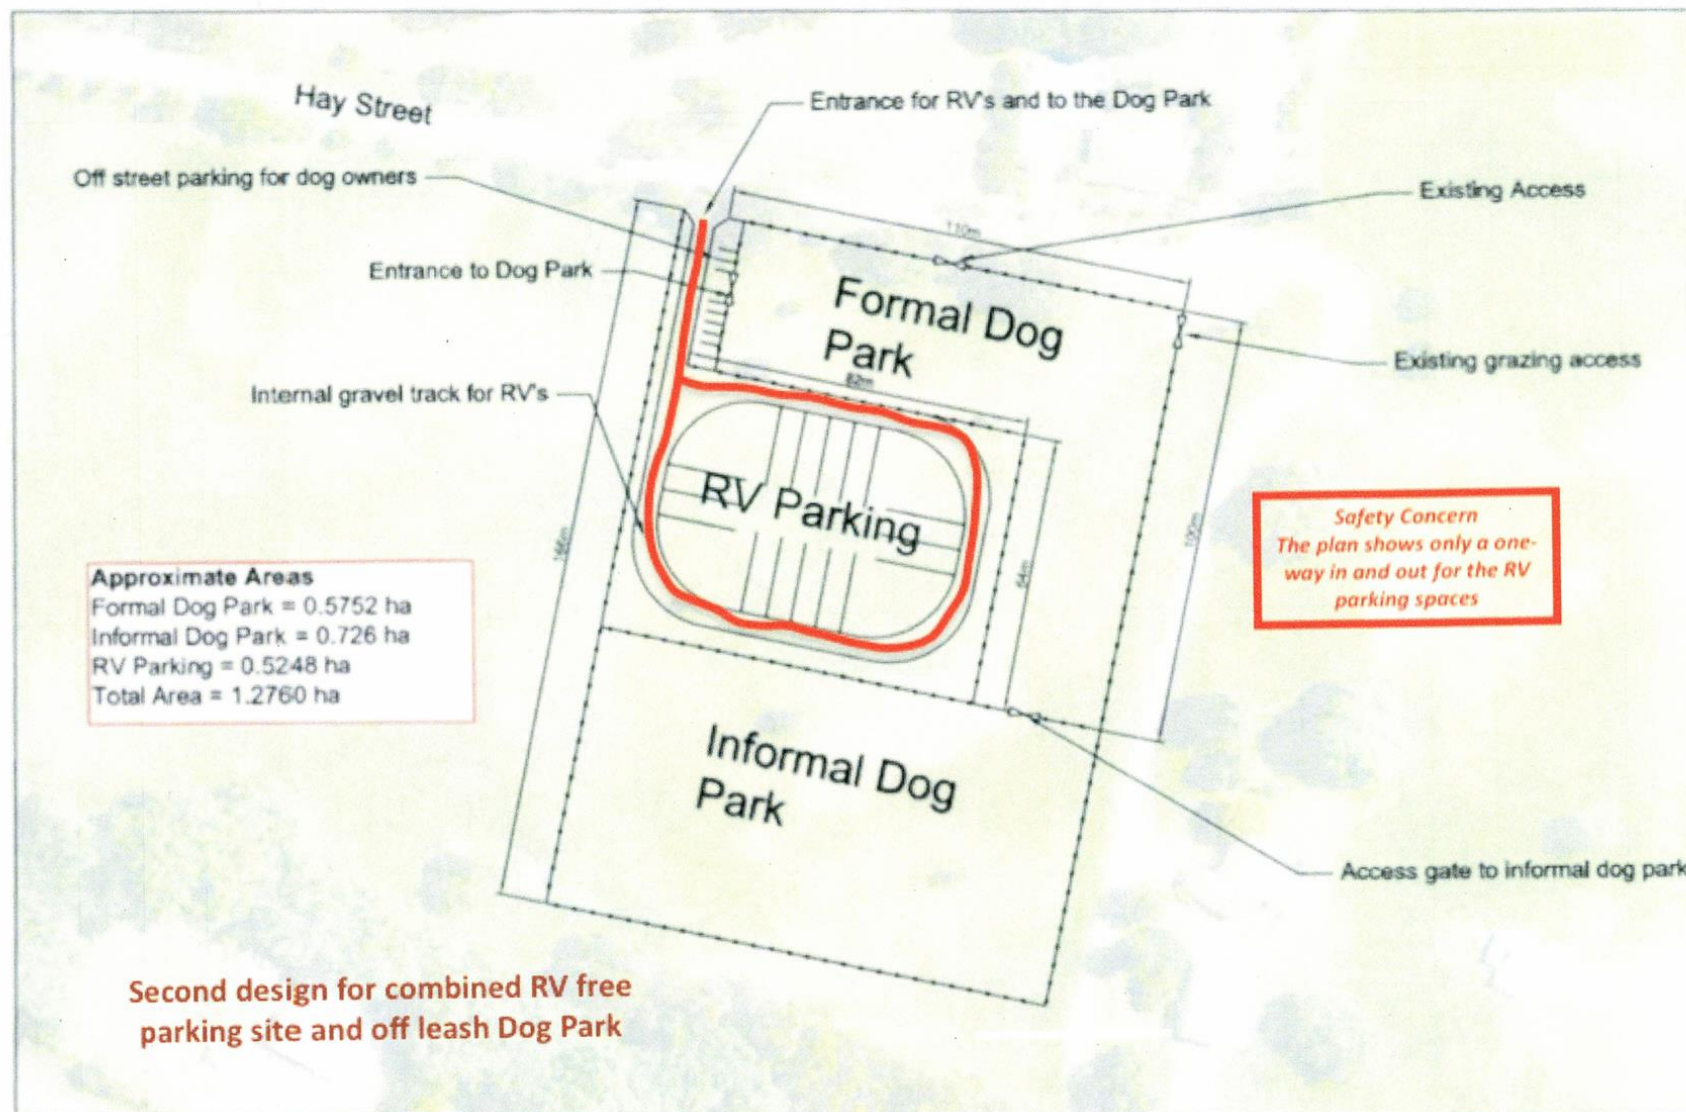 Hay Street
Entrance for RV's and to the Dog Park
Off street parking for dog owners
Existing Access
110m
Entrance to Dog Park
Formal Dog
Park
Existing grazing access
82m
Internal gravel track for RV's
RV Parking
Safety Concern
The plan shows only a one-
way in and out for the RV
parking spaces
166m
100m
64m
Approximate Areas
Formal Dog Park = 0.5752 ha
Informal Dog Park = 0.726 ha
RV Parking = 0.5248 ha
Total Area = 1.2760 ha
Informal Dog
Park
Access gate to informal dog park
Second design for combined RV free
parking site and off leash Dog Park